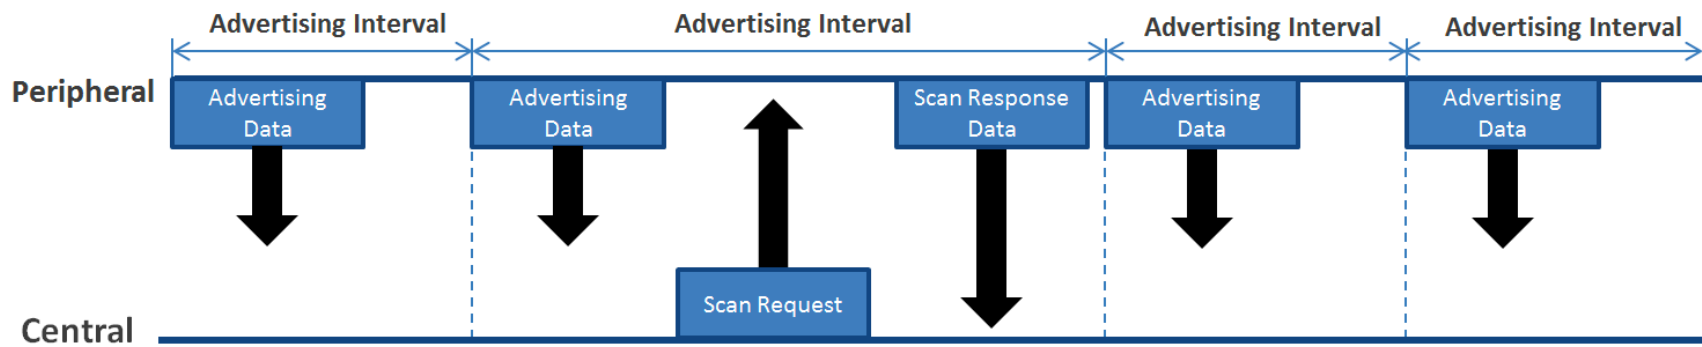 Advertising Interval
Advertising Interval
Advertising Interval
Advertising Interval
Peripheral
Advertising
Data
Advertising
Data
Scan Response
Data
Advertising
Data
Advertising
Data
Scan Request
Central